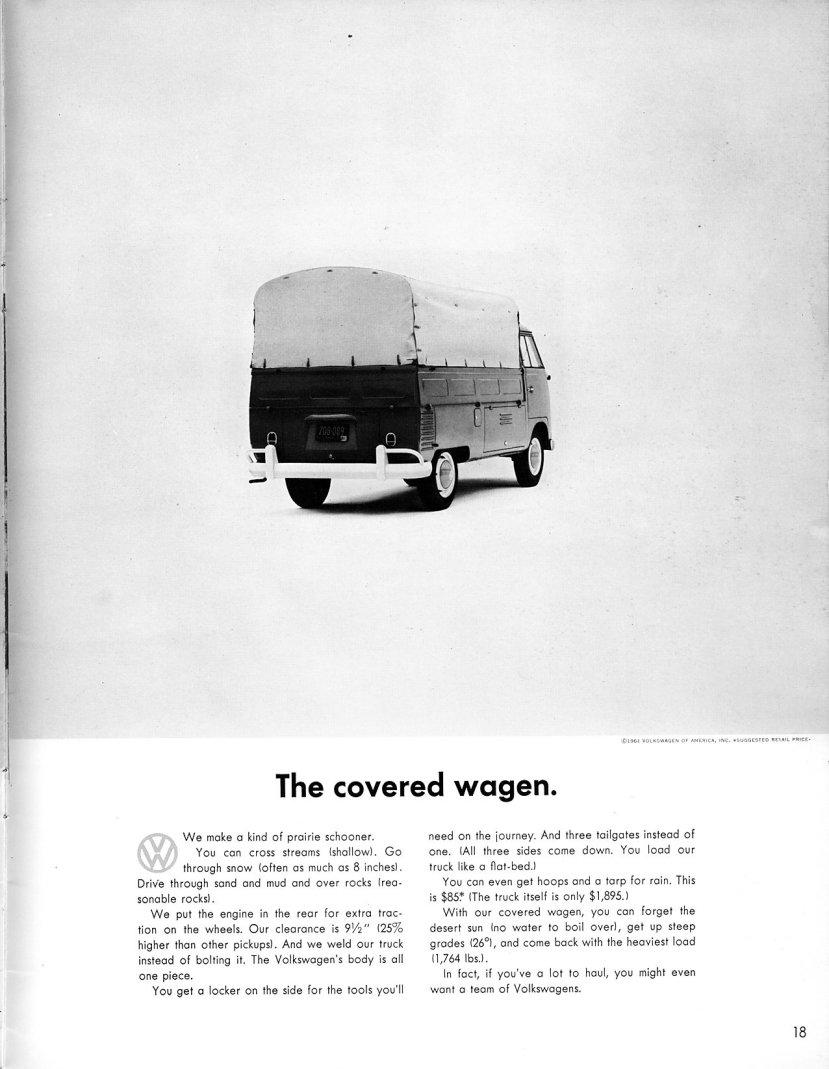 ZQB-089
©1961 VOLKSWAGEN OF AMERICA, INC. *SUGGESTED RETAIL PRICE.
The covered wagen.
We make a kind of prairie schooner.
You can cross streams (shallow). Go
through snow (often as much as 8 inches).
Drive through sand and mud and over rocks (rea-
sonable rocks).
We put the engine in the rear for extra trac-
tion on the wheels. Our clearance is 9½" (25%
higher than other pickups). And we weld our truck
instead of bolting it. The Volkswagen's body is all
one piece.
You get a locker on the side for the tools you'll
need on the journey. And three tailgates instead of
one. (All three sides come down. You load our
truck like a flat-bed.)
You can even get hoops and a tarp for rain. This
is $85.* (The truck itself is only $1,895.)
With our covered wagen, you can forget the
desert sun (no water to boil over), get up steep
grades (26°), and come back with the heaviest load
(1,764 lbs.).
In fact, if you've a lot to haul, you might even
want a team of Volkswagens.
18